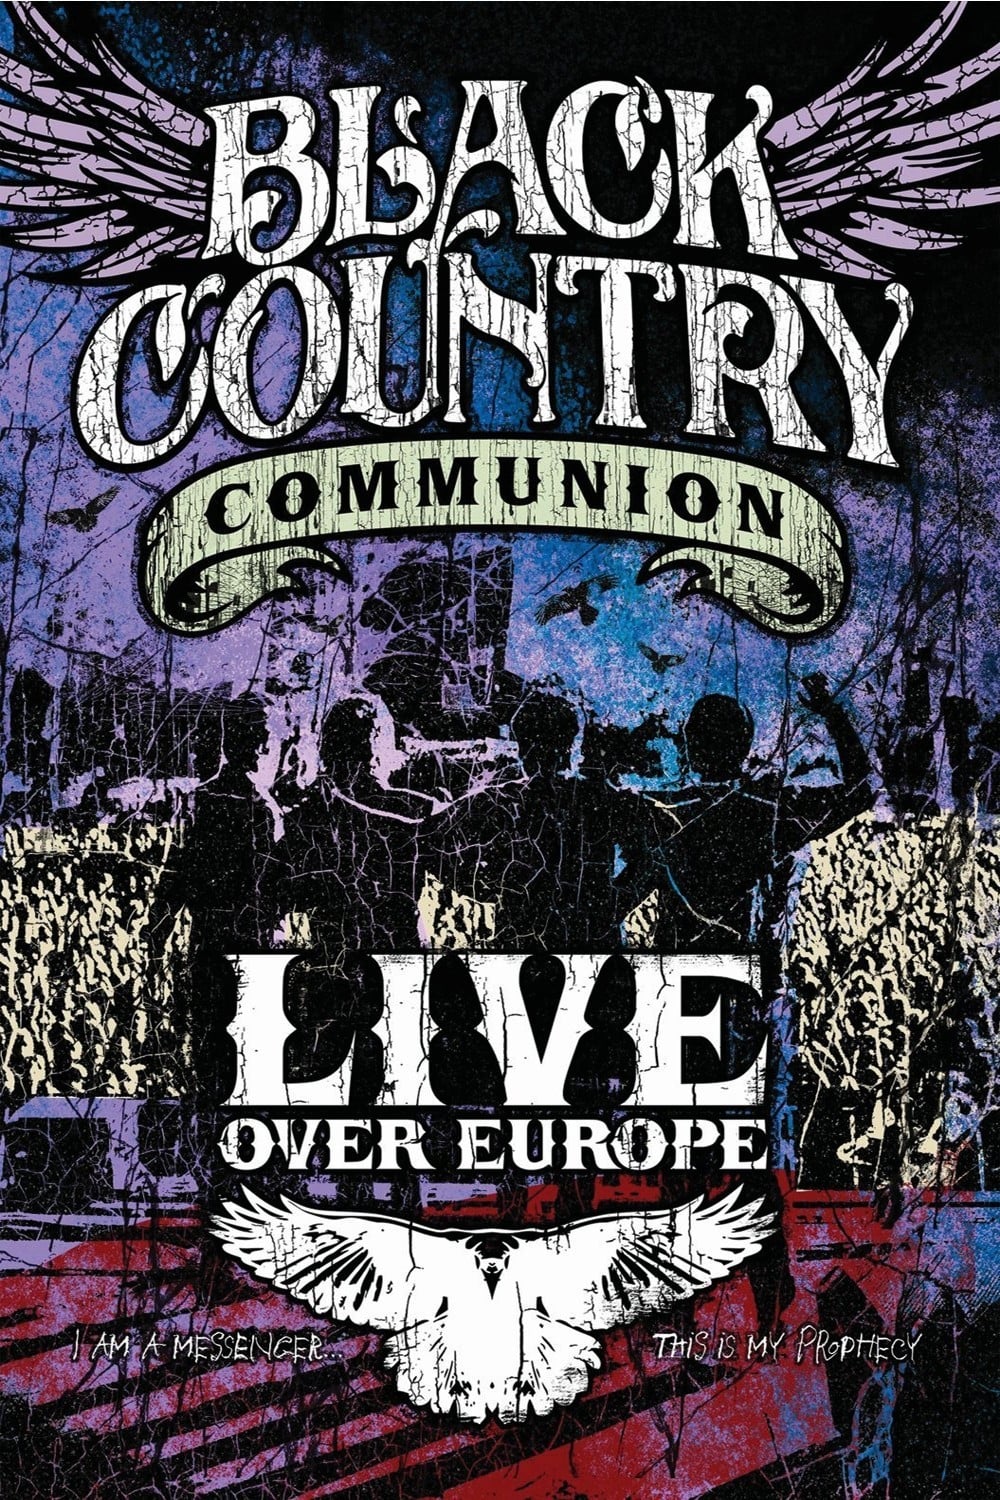 BLACK
COUNTRY
COMMUNION
LIVE
OVER EUROPE
I AM A MESSENGER...
THIS IS MY PROPHECY